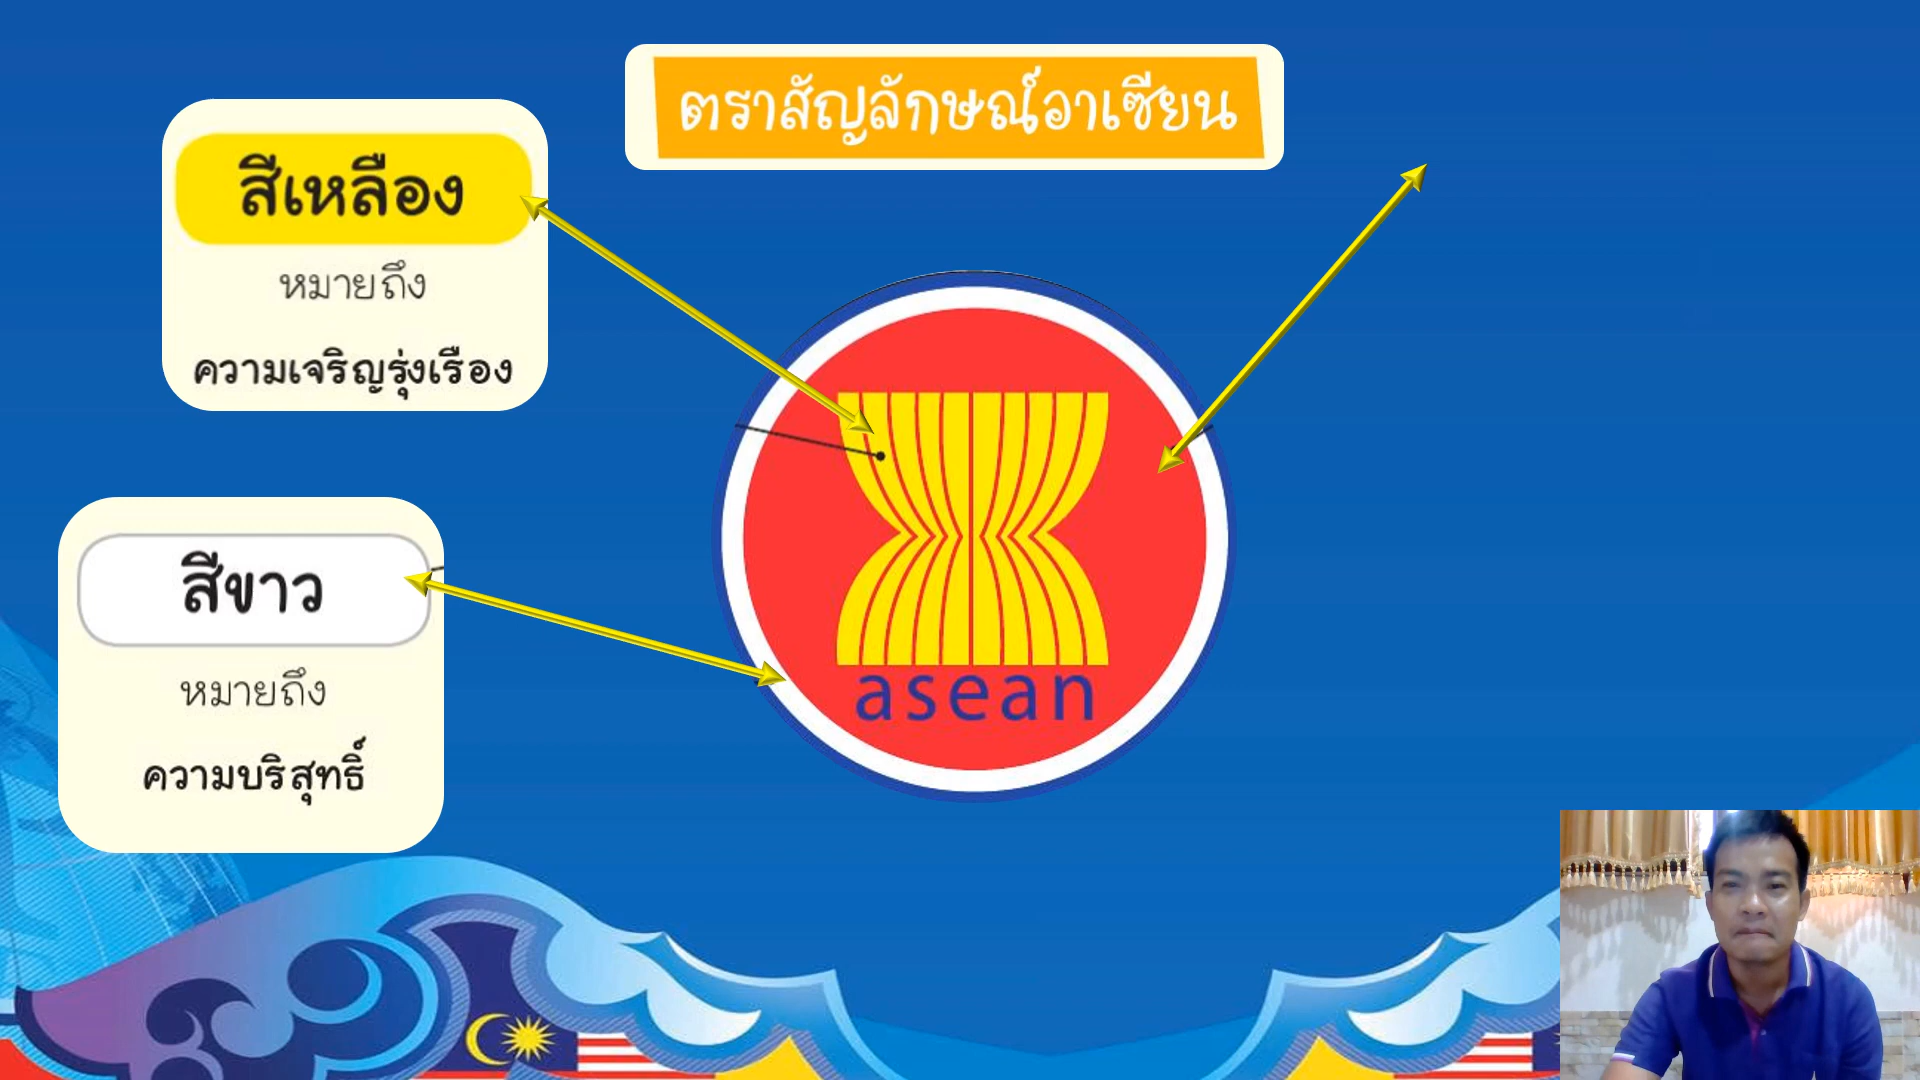 ตราสัญลักษณ์อาเซียน
สีเหลือง
หมายถึง
ความเจริญรุ่งเรือง
สีขาว
หมายถึง
ความบริสุทธิ์
asean